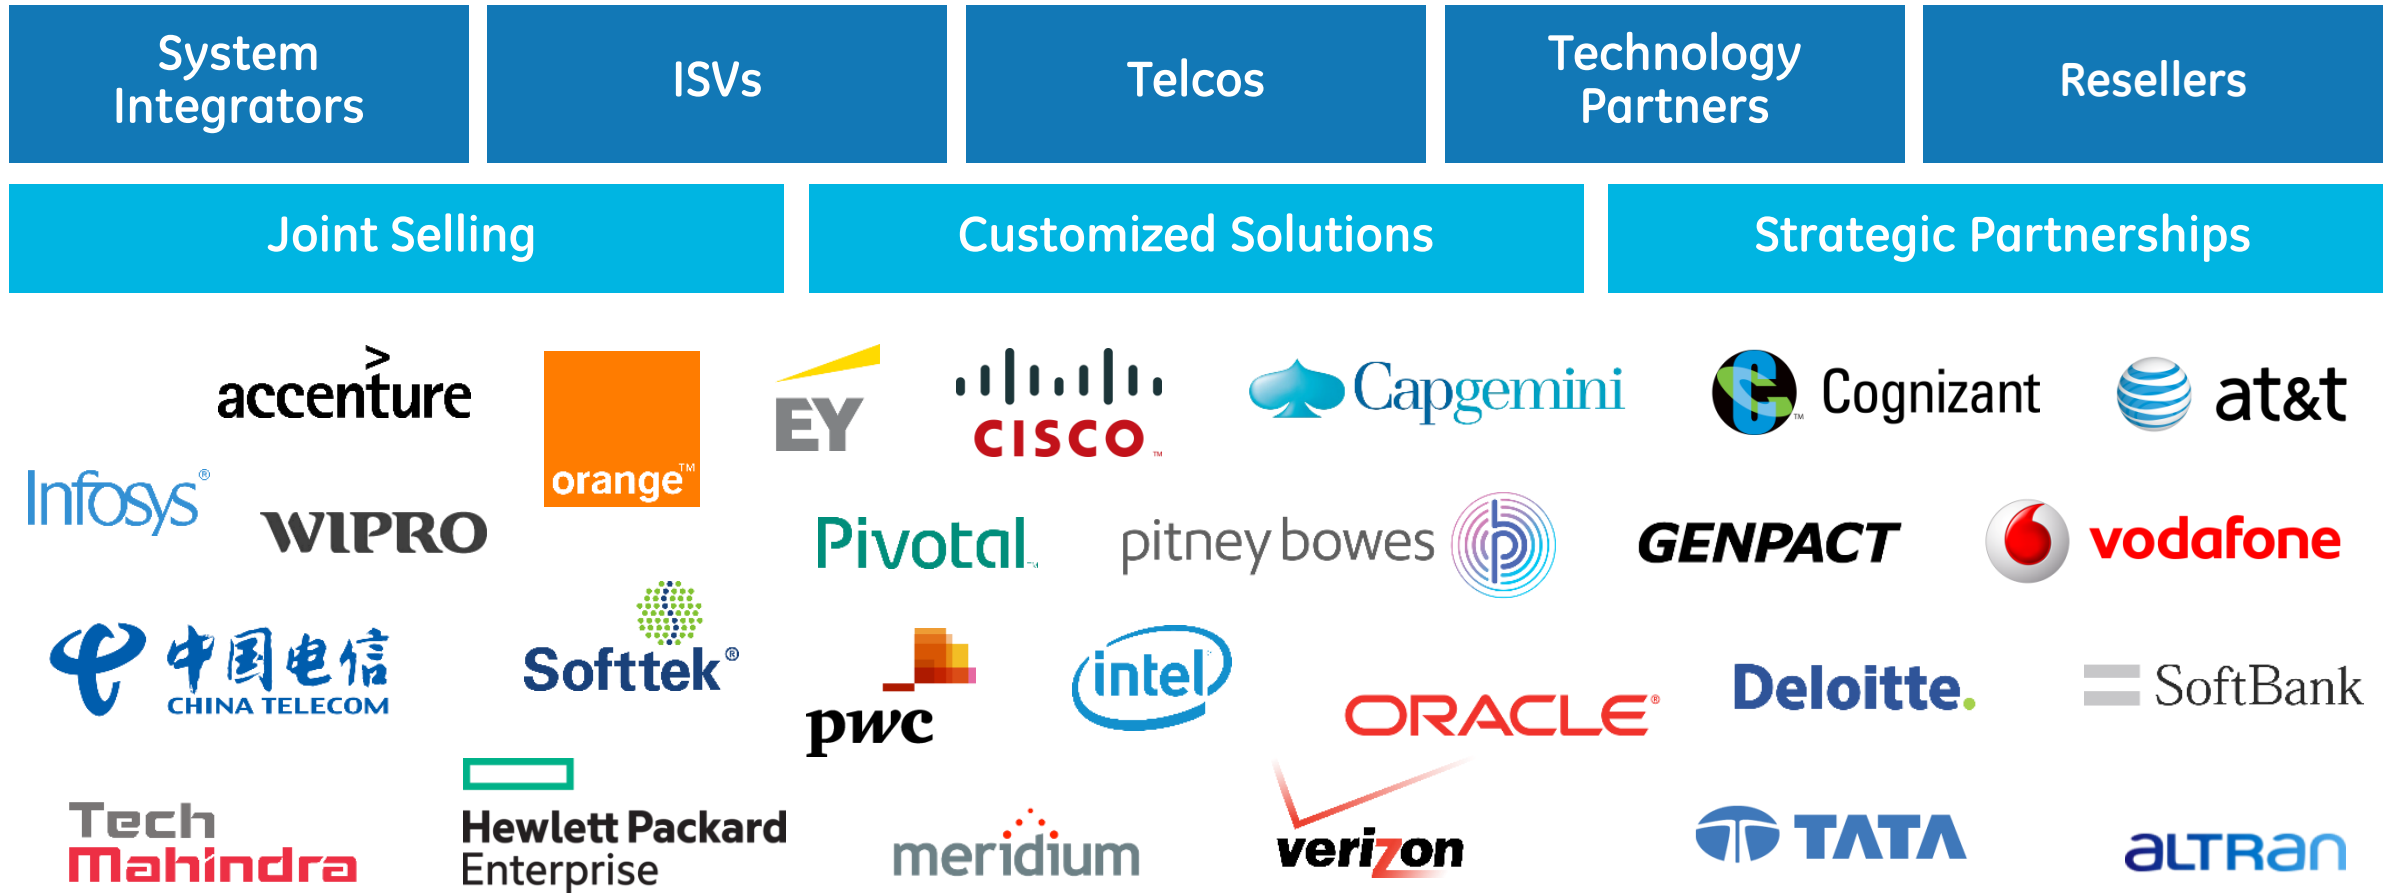 System
Integrators
ISVs
Telcos
Technology
Partners
Resellers
Joint Selling
Customized Solutions
Strategic Partnerships
accenture
orange™
EY
CISCO™
Capgemini
Cognizant
at&t
Infosys®
WIPRO
Pivotal™
pitney bowes
GENPACT
vodafone
中国电信
CHINA TELECOM
Softtek®
pwc
intel
ORACLE®
Deloitte.
SoftBank
Tech
Mahindra
Hewlett Packard
Enterprise
meridium
verizon
TATA
ALTRan